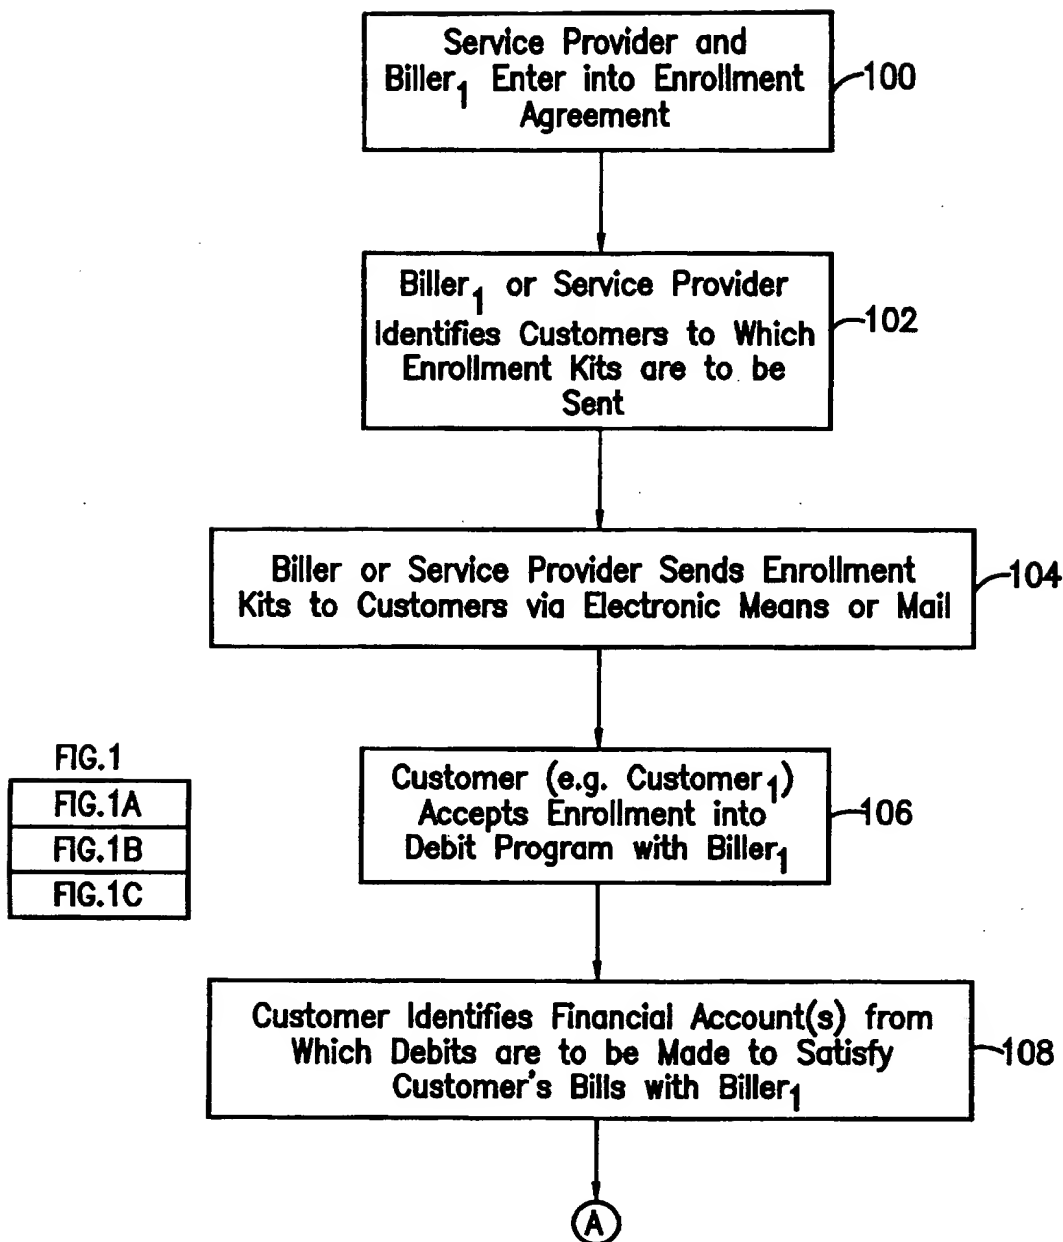 Service Provider and
Biller₁ Enter into Enrollment
Agreement
100
Biller₁ or Service Provider
Identifies Customers to Which
Enrollment Kits are to be
Sent
102
Biller or Service Provider Sends Enrollment
Kits to Customers via Electronic Means or Mail
104
FIG.1
FIG.1A
FIG.1B
FIG.1C
Customer (e.g. Customer₁)
Accepts Enrollment into
Debit Program with Biller₁
106
Customer Identifies Financial Account(s) from
Which Debits are to be Made to Satisfy
Customer's Bills with Biller₁
108
A